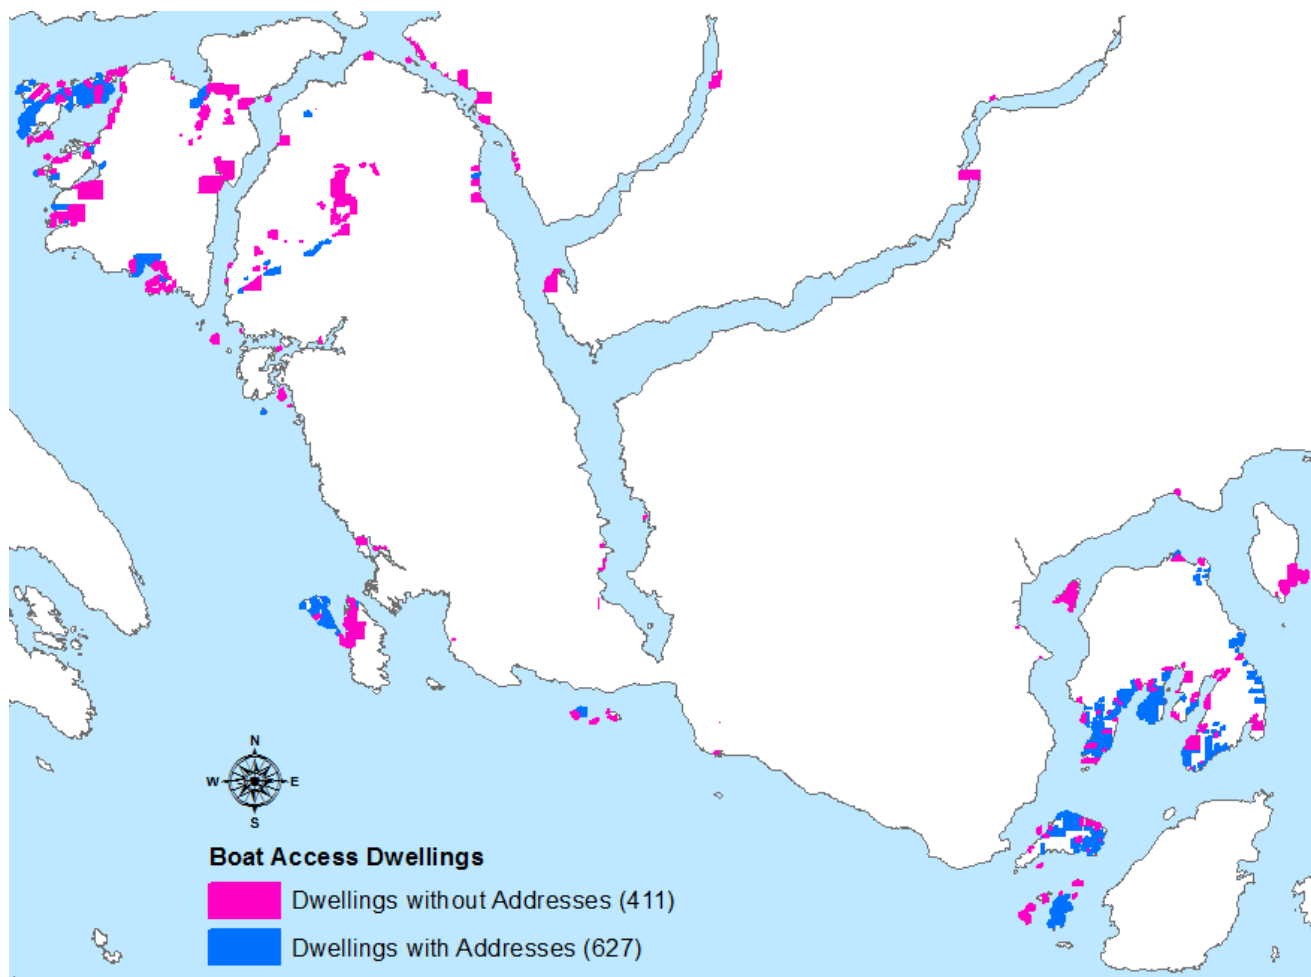 N
W E
S
Boat Access Dwellings
Dwellings without Addresses (411)
Dwellings with Addresses (627)